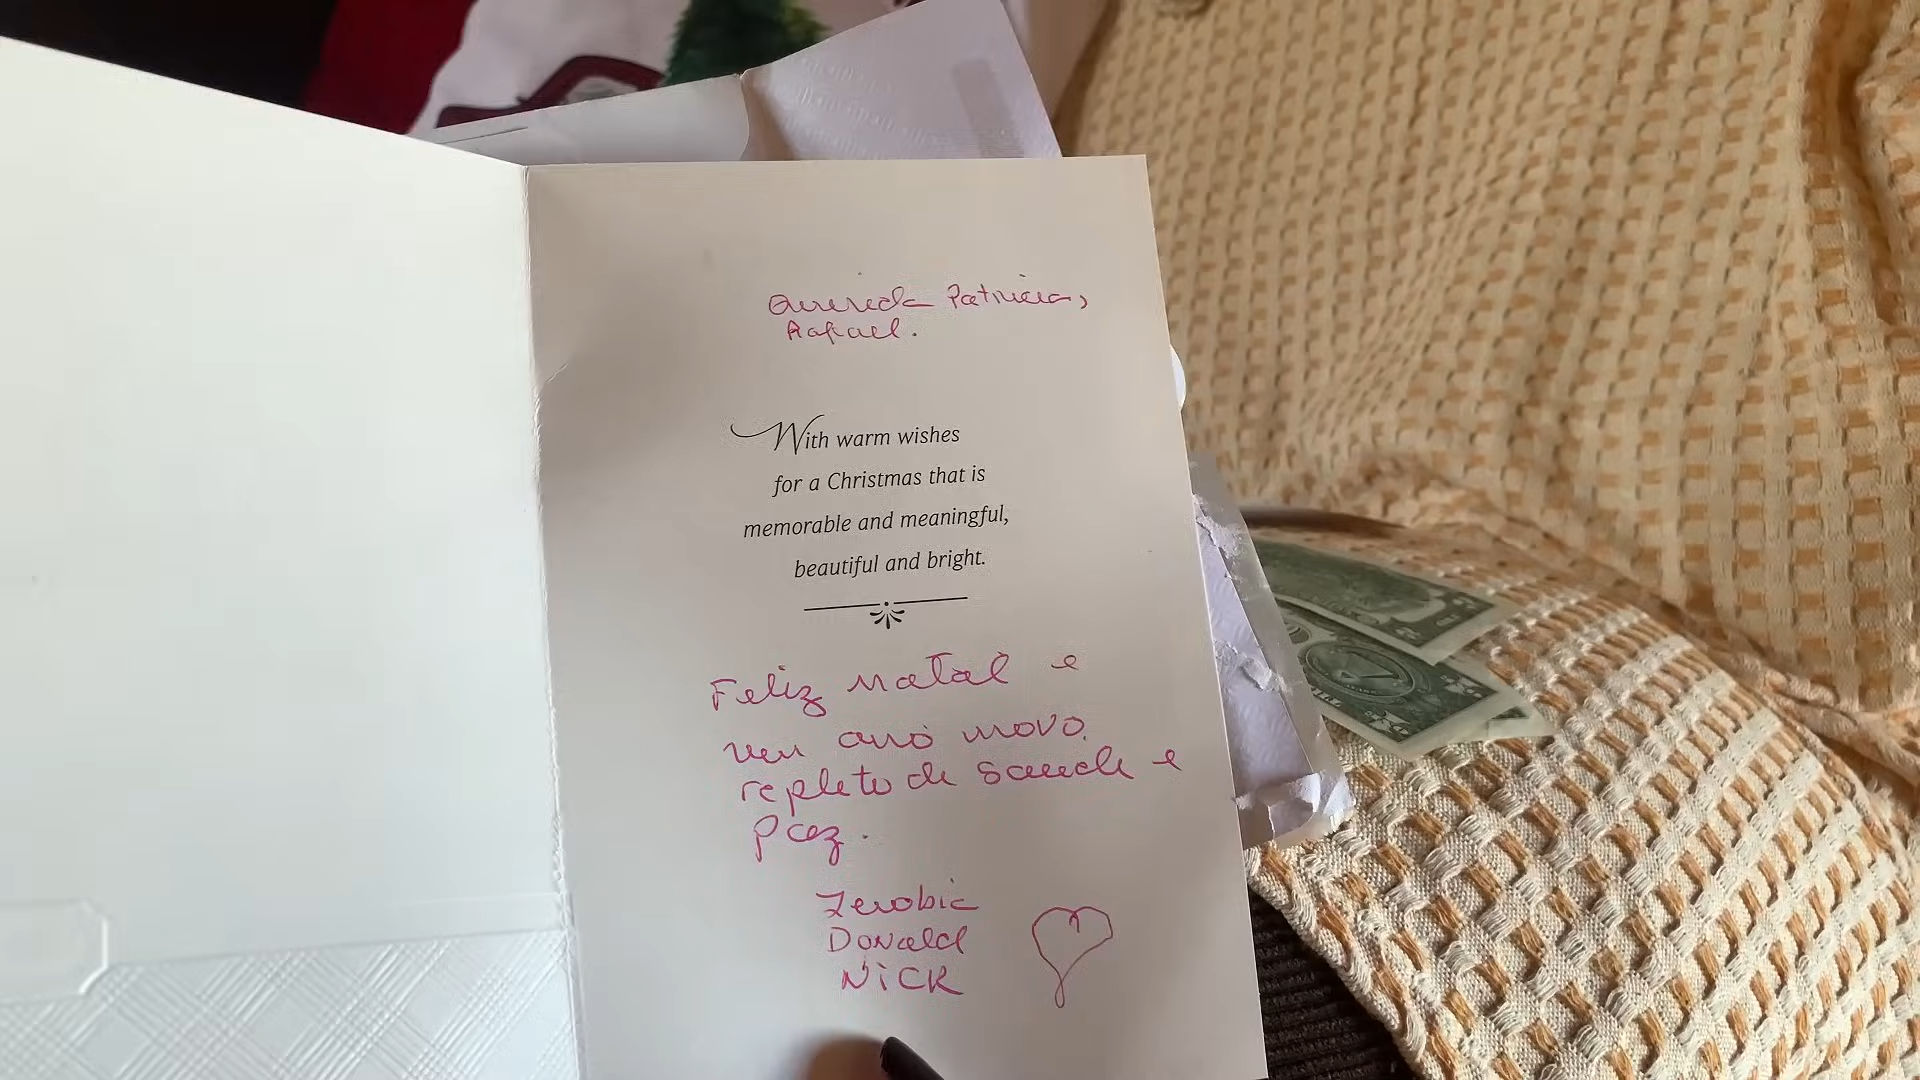 Querida Patricia,
Rafael.
With warm wishes
for a Christmas that is
memorable and meaningful,
beautiful and bright.
Feliz Natal e
um ano novo
repleto de saude e
paz.
Zenobia
Donald
NiCK